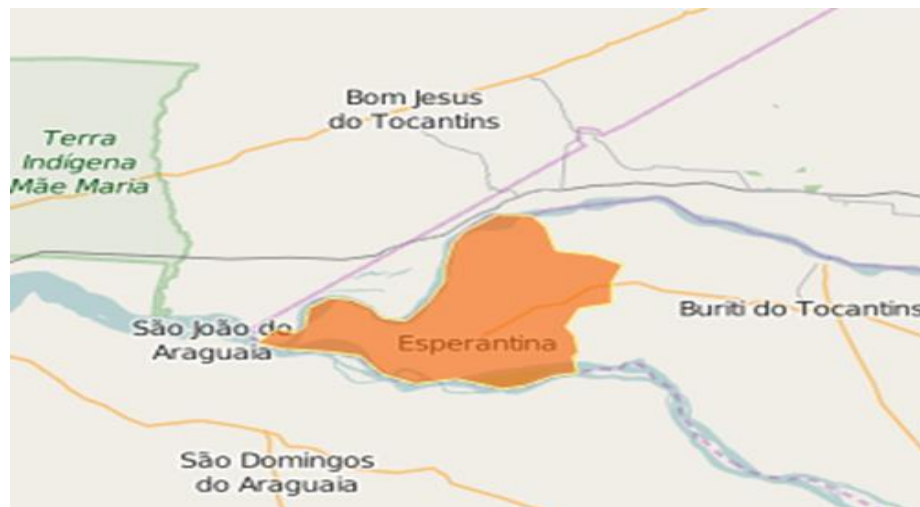 Bom Jesus
do Tocantins
Terra
Indígena
Mãe Maria
São João do
Araguaia
Esperantina
Buriti do Tocantins
São Domingos
do Araguaia